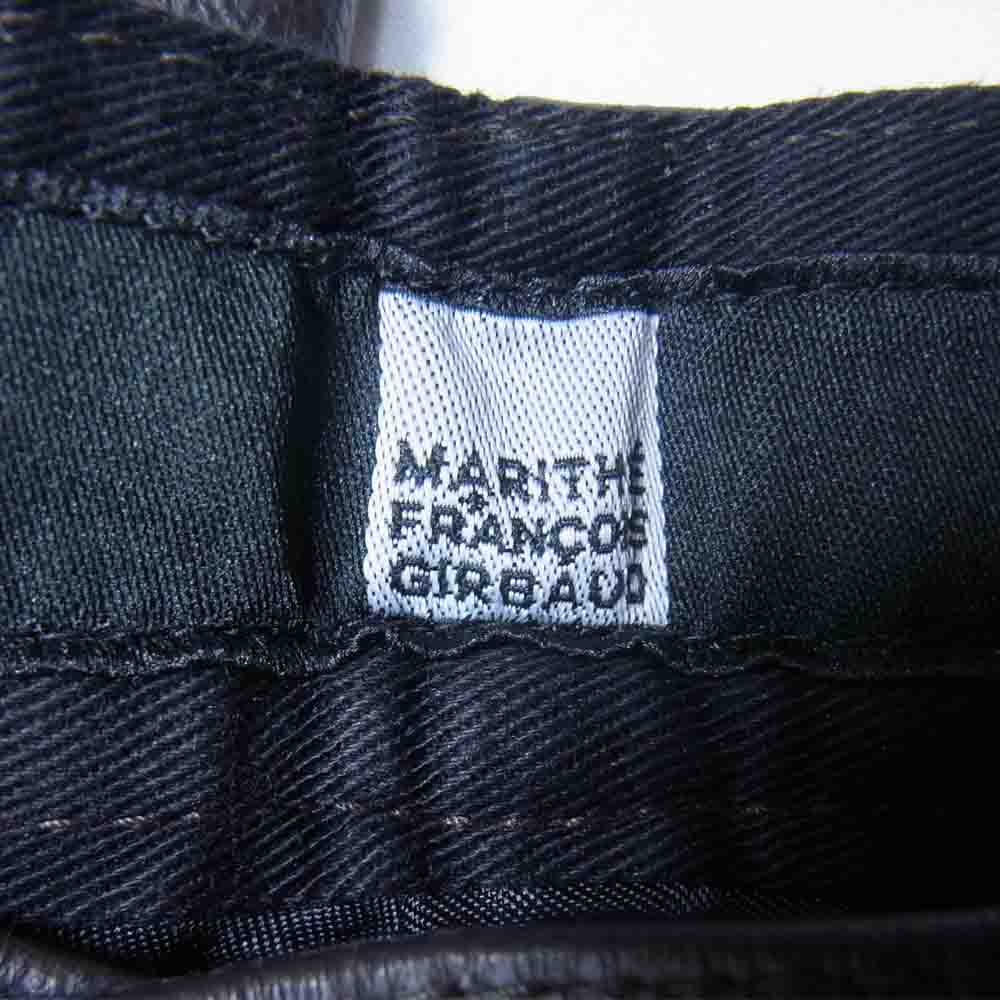 MARITHÉ
+
FRANÇOIS
GIRBAUD